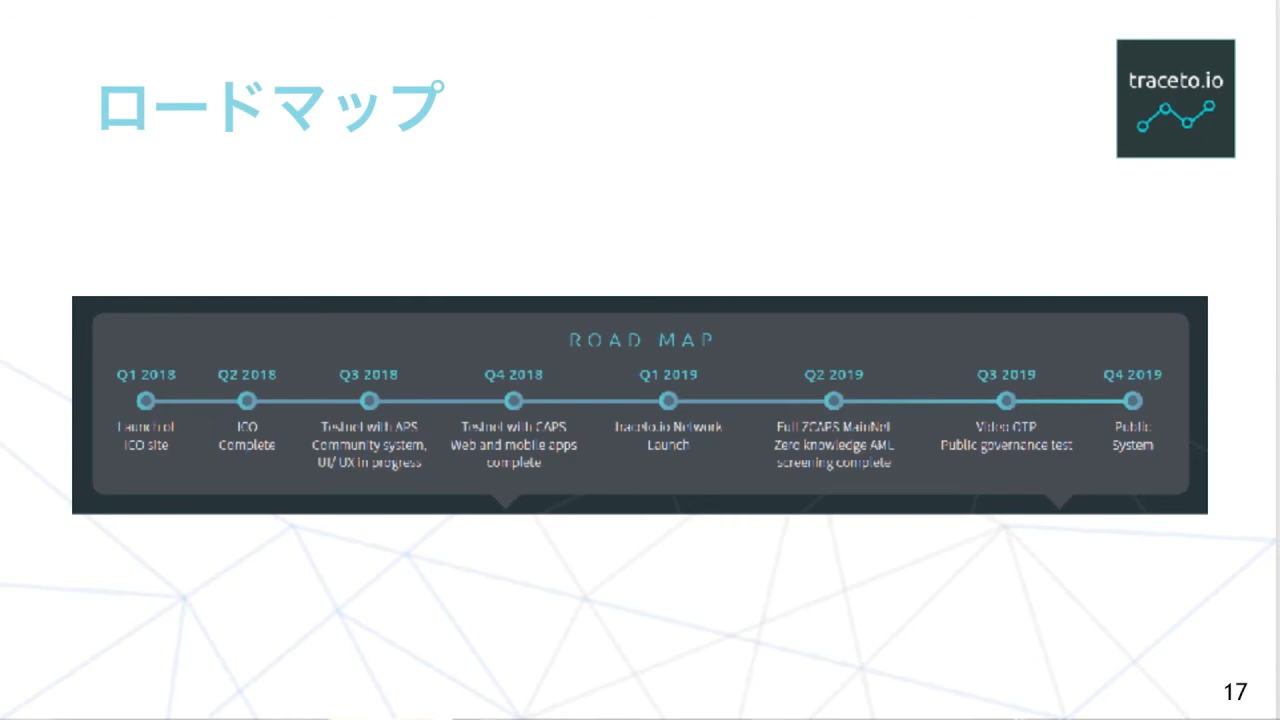 ロードマップ
traceto.io
ROAD MAP
Q1 2018
Launch of
ICO site
Q2 2018
ICO
Complete
Q3 2018
Testnet with APS
Community system,
UI/ UX in progress
Q4 2018
Testnet with CAPS
Web and mobile apps
complete
Q1 2019
traceto.io Network
Launch
Q2 2019
Full ZCAPS MainNet
Zero knowledge AML
screening complete
Q3 2019
Video OTP
Public governance test
Q4 2019
Public
System
17